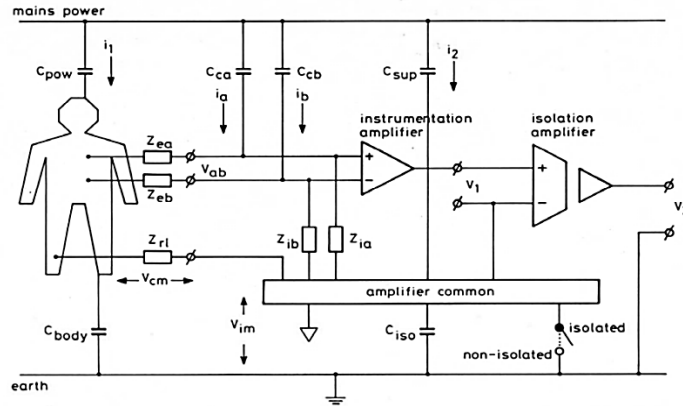 mains power
i1
i2
Cpow
Cca
Ccb
Csup
ia
ib
instrumentation
amplifier
isolation
amplifier
Zea
+
+
Vab
Zeb
−
V1
−
Zib
Zia
Zrl
Vcm
amplifier common
Vim
Cbody
Ciso
isolated
non-isolated
earth